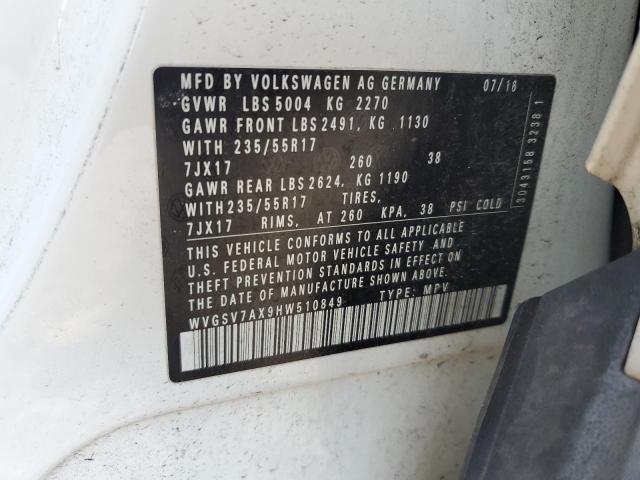 MFD BY VOLKSWAGEN AG GERMANY 07/16
GVWR LBS 5004 KG 2270
GAWR FRONT LBS 2491, KG 1130
WITH 235/55R17
7JX17 260 38
GAWR REAR LBS 2624, KG 1190
WITH 235/55R17 TIRES,
7JX17 RIMS, AT 260 KPA, 38 PSI COLD
THIS VEHICLE CONFORMS TO ALL APPLICABLE
U.S. FEDERAL MOTOR VEHICLE SAFETY AND
THEFT PREVENTION STANDARDS IN EFFECT ON
THE DATE OF MANUFACTURE SHOWN ABOVE.
WVGSV7AX9HW510849 TYPE: MPV
3043158 3238 1